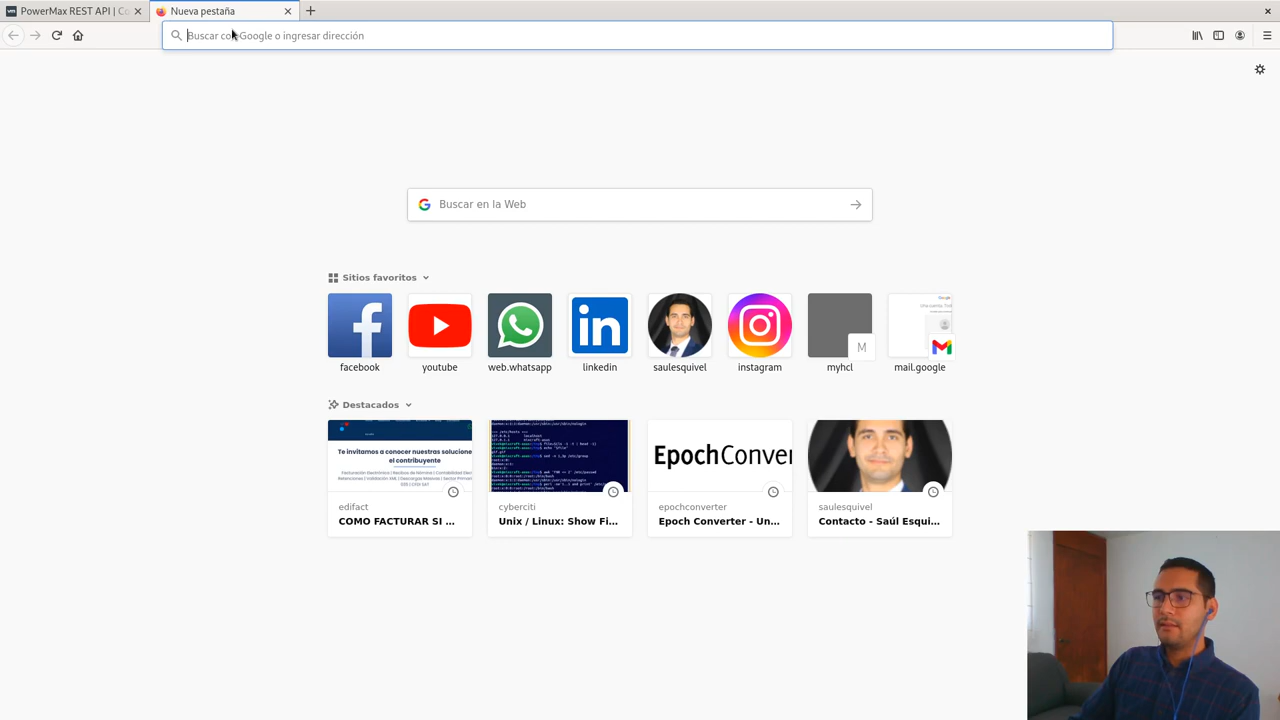 PowerMax REST API | Co
Nueva pestaña
Buscar con Google o ingresar dirección
Buscar en la Web
Sitios favoritos
facebook
youtube
web.whatsapp
linkedin
saulesquivel
instagram
M
myhcl
mail.google
Destacados
Te invitamos a conocer nuestras solucione
el contribuyente
EpochConver
edifact
COMO FACTURAR SI ...
cyberciti
Unix / Linux: Show Fi...
epochconverter
Epoch Converter - Un...
saulesquivel
Contacto - Saúl Esqui...